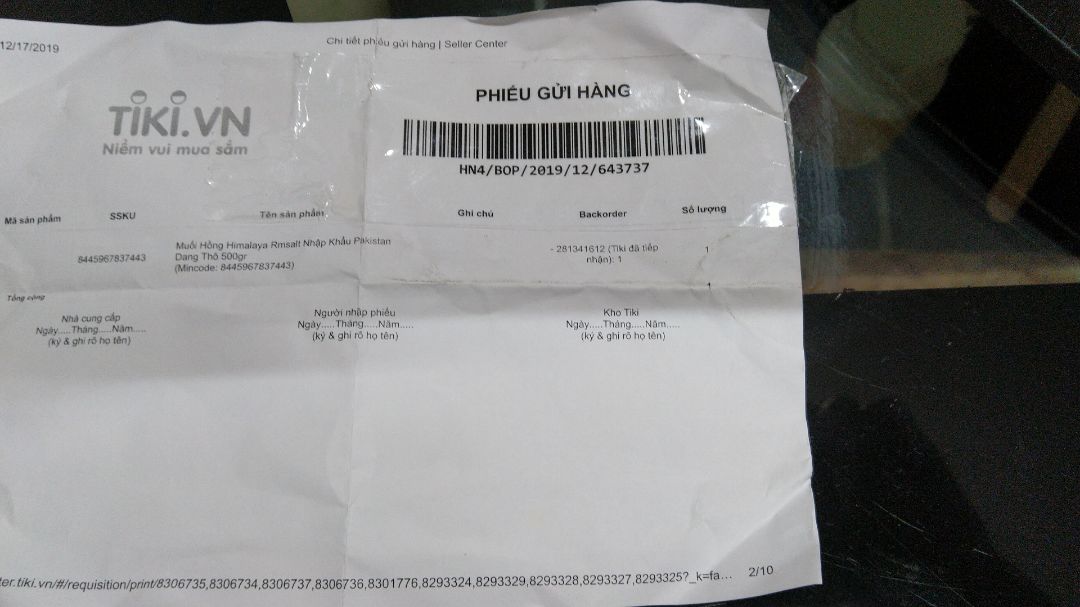 12/17/2019
Chi tiết phiếu gửi hàng | Seller Center
TIKI.VN
Niềm vui mua sắm
PHIẾU GỬI HÀNG
HN4/BOP/2019/12/643737
Mã sản phẩm SSKU Tên sản phẩm Ghi chú Backorder Số lượng
8445967837443 Muối Hồng Himalaya Rmsalt Nhập Khẩu Pakistan - 281341612 (Tiki đã tiếp 1
Dang Thô 500gr nhận): 1
(Mincode: 8445967837443)
Tổng cộng 1
Nhà cung cấp Người nhập phiếu Kho Tiki
Ngày.....Tháng.....Năm..... Ngày.....Tháng.....Năm..... Ngày.....Tháng.....Năm.....
(ký & ghi rõ họ tên) (ký & ghi rõ họ tên) (ký & ghi rõ họ tên)
ter.tiki.vn/#/requisition/print/8306735,8306734,8306737,8306736,8301776,8293324,8293329,8293328,8293327,8293325?_k=fa... 2/10